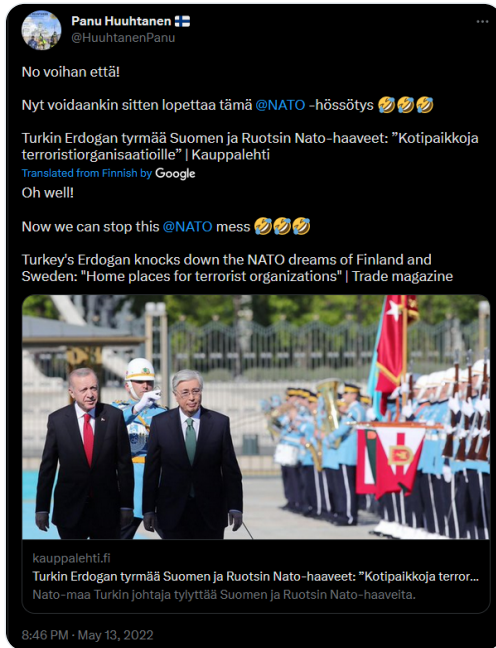 Panu Huuhtanen 🇫🇮
@HuuhtanenPanu
No voihan että!
Nyt voidaankin sitten lopettaa tämä @NATO -hössötys 🤣🤣🤣
Turkin Erdogan tyrmää Suomen ja Ruotsin Nato-haaveet: ”Kotipaikkoja
terroristiorganisaatioille” | Kauppalehti
Translated from Finnish by Google
Oh well!
Now we can stop this @NATO mess 🤣🤣🤣
Turkey's Erdogan knocks down the NATO dreams of Finland and
Sweden: "Home places for terrorist organizations" | Trade magazine
kauppalehti.fi
Turkin Erdogan tyrmää Suomen ja Ruotsin Nato-haaveet: ”Kotipaikkoja terror...
Nato-maa Turkin johtaja tylyttää Suomen ja Ruotsin Nato-haaveita.
8:46 PM · May 13, 2022